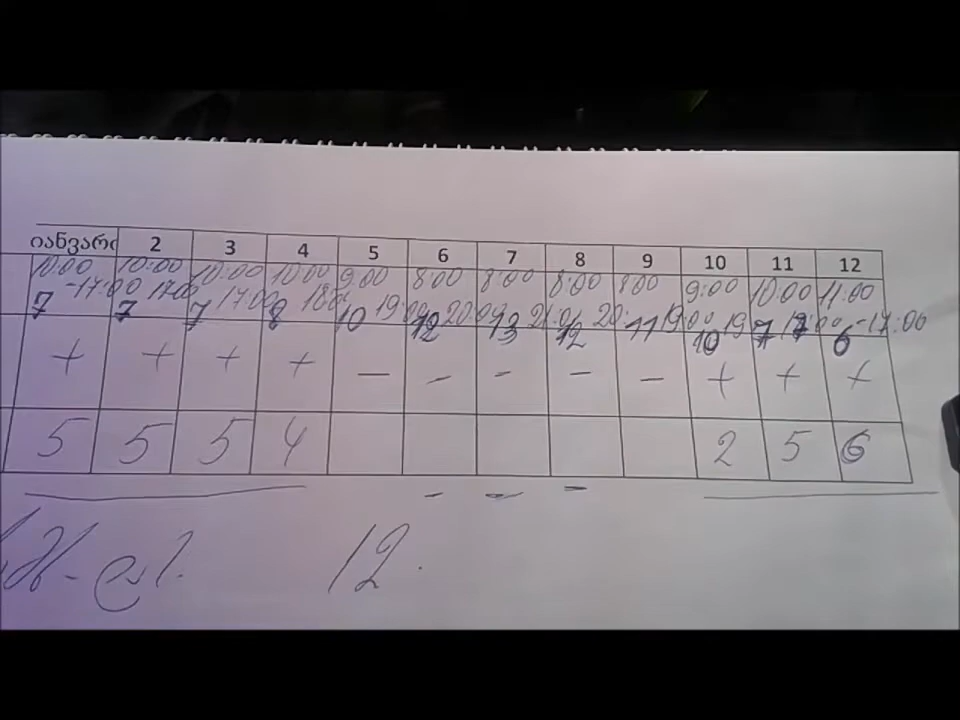 იანვარი 2 3 4 5 6 7 8 9 10 11 12
10:00 10:00 10:00 10:00 9:00 8:00 8:00 8:00 8:00 9:00 10:00 11:00
-17:00 17:00 17:00 18:00 19:00 20:00 21:00 20: 19:00 19 17:00 -17:00
7 7 7 8 10 12 13 12 11 10 7 6
+ + + + — — - — — + + +
5 5 5 4 2 5 6
- - -
12.